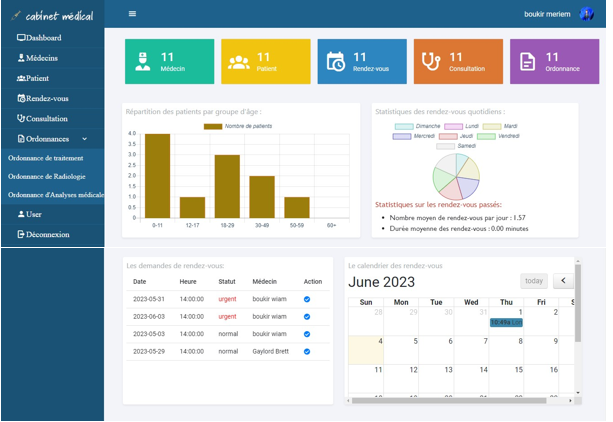 cabinet médical
boukir meriem
Dashboard
Médecins
Patient
Rendez-vous
Consultation
Ordonnances
Ordonnance de traitement
Ordonnance de Radiologie
Ordonnance d'Analyses médicale
User
Déconnexion
11
Médecin
11
Patient
11
Rendez-vous
11
Consultation
11
Ordonnance
Répartition des patients par groupe d'âge :
Nombre de patients
4.0
3.5
3.0
2.5
2.0
1.5
1.0
0.5
0
0-11 12-17 18-29 30-49 50-59 60+
Statistiques des rendez-vous quotidiens :
Dimanche Lundi Mardi
Mercredi Jeudi Vendredi
Samedi
Statistiques sur les rendez-vous passés:
Nombre moyen de rendez-vous par jour : 1.57
Durée moyenne des rendez-vous : 0.00 minutes
Les demandes de rendez-vous:
Date Heure Statut Médecin Action
2023-05-31 14:00:00 urgent boukir wiam
2023-06-03 14:00:00 urgent boukir wiam
2023-05-03 14:00:00 normal boukir wiam
2023-05-29 14:00:00 normal Gaylord Brett
Le calendrier des rendez-vous
June 2023
today
Sun Mon Tue Wed Thu Fri S
28 29 30 31 1 2
4 5 6 7 8 9
11 12 13 14 15 16